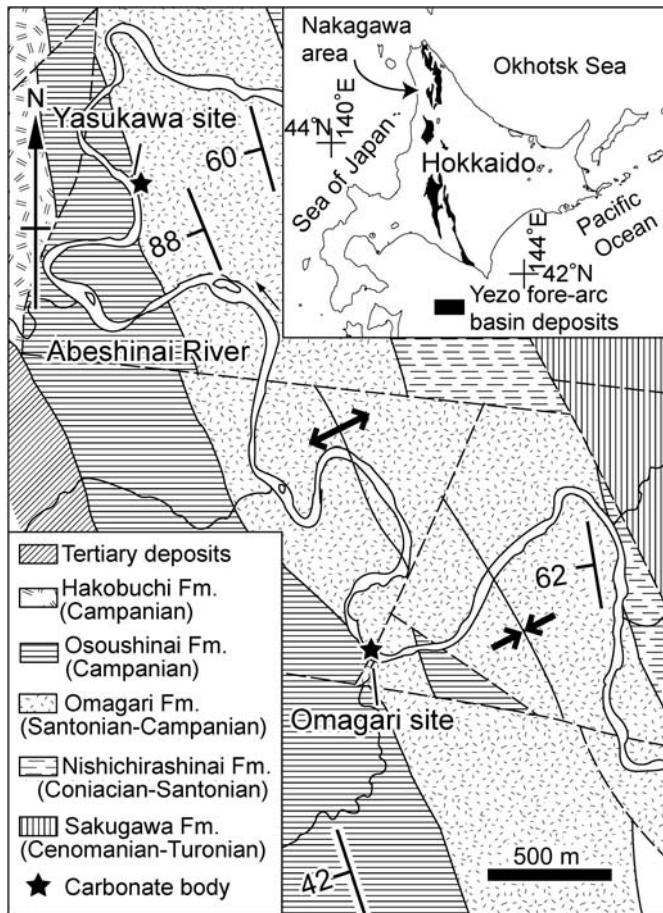 N
Yasukawa site
60
88
Abeshinai River
Nakagawa
area
Okhotsk Sea
44°N
140°E
Sea of Japan
Hokkaido
Pacific
Ocean
144°E
42°N
Yezo fore-arc
basin deposits
62
Omagari site
42
500 m
Tertiary deposits
Hakobuchi Fm.
(Campanian)
Osoushinai Fm.
(Campanian)
Omagari Fm.
(Santonian-Campanian)
Nishichirashinai Fm.
(Coniacian-Santonian)
Sakugawa Fm.
(Cenomanian-Turonian)
Carbonate body